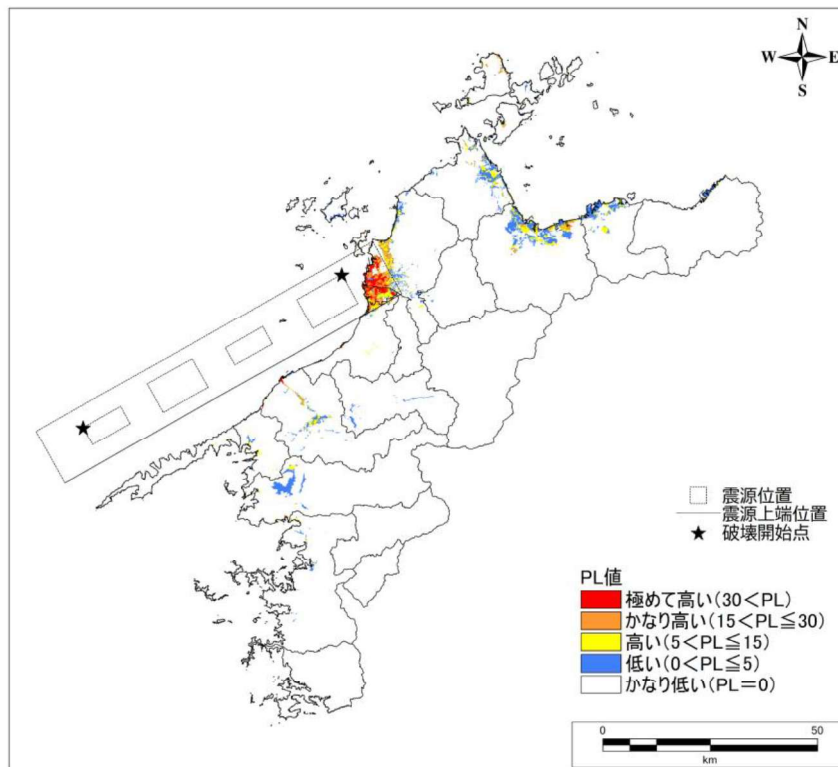 N
W E
S
震源位置
震源上端位置
破壊開始点
PL値
極めて高い(30<PL)
かなり高い(15<PL≦30)
高い(5<PL≦15)
低い(0<PL≦5)
かなり低い(PL=0)
0 50
km